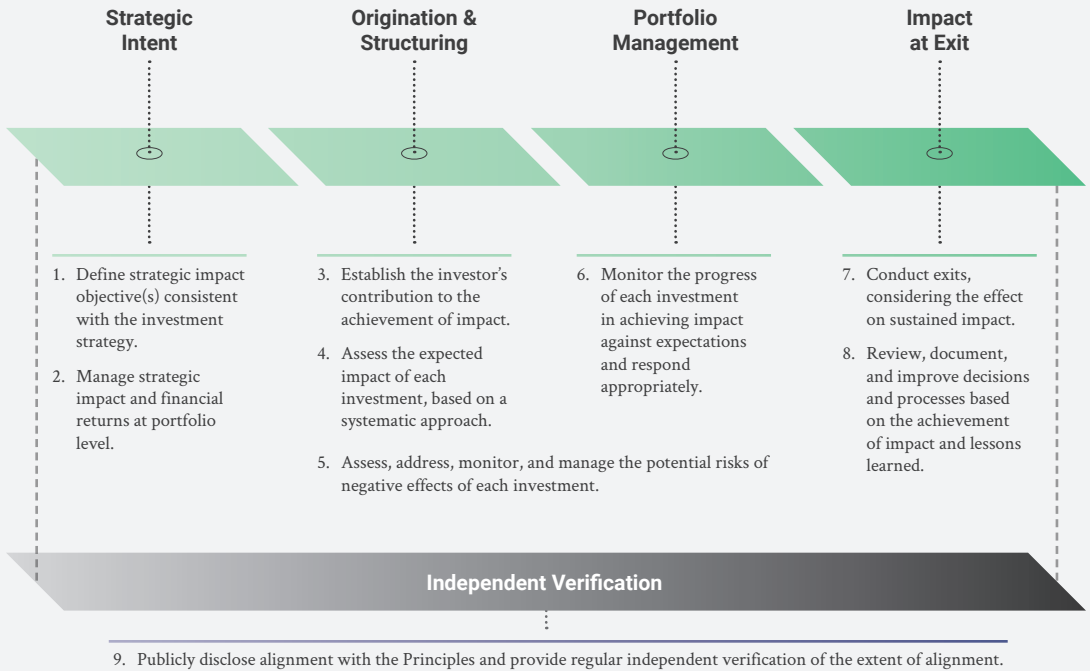 Strategic
Intent
Origination &
Structuring
Portfolio
Management
Impact
at Exit
1. Define strategic impact
objective(s) consistent
with the investment
strategy.
2. Manage strategic
impact and financial
returns at portfolio
level.
3. Establish the investor’s
contribution to the
achievement of impact.
4. Assess the expected
impact of each
investment, based on a
systematic approach.
5. Assess, address, monitor, and manage the potential risks of
negative effects of each investment.
6. Monitor the progress
of each investment
in achieving impact
against expectations
and respond
appropriately.
7. Conduct exits,
considering the effect
on sustained impact.
8. Review, document,
and improve decisions
and processes based
on the achievement
of impact and lessons
learned.
Independent Verification
9. Publicly disclose alignment with the Principles and provide regular independent verification of the extent of alignment.